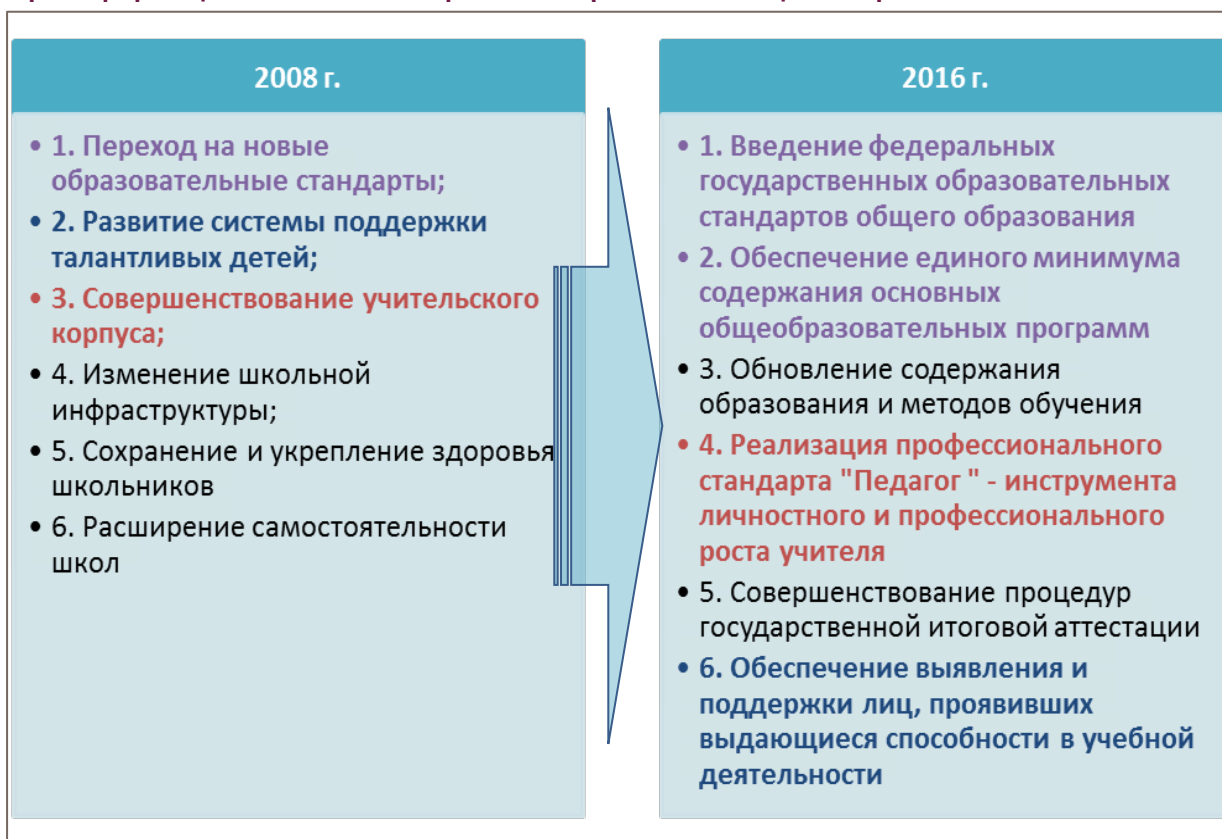 2008 г.
• 1. Переход на новые
образовательные стандарты;
• 2. Развитие системы поддержки
талантливых детей;
• 3. Совершенствование учительского
корпуса;
• 4. Изменение школьной
инфраструктуры;
• 5. Сохранение и укрепление здоровья
школьников
• 6. Расширение самостоятельности
школ
2016 г.
• 1. Введение федеральных
государственных образовательных
стандартов общего образования
• 2. Обеспечение единого минимума
содержания основных
общеобразовательных программ
• 3. Обновление содержания
образования и методов обучения
• 4. Реализация профессионального
стандарта "Педагог " - инструмента
личностного и профессионального
роста учителя
• 5. Совершенствование процедур
государственной итоговой аттестации
• 6. Обеспечение выявления и
поддержки лиц, проявивших
выдающиеся способности в учебной
деятельности